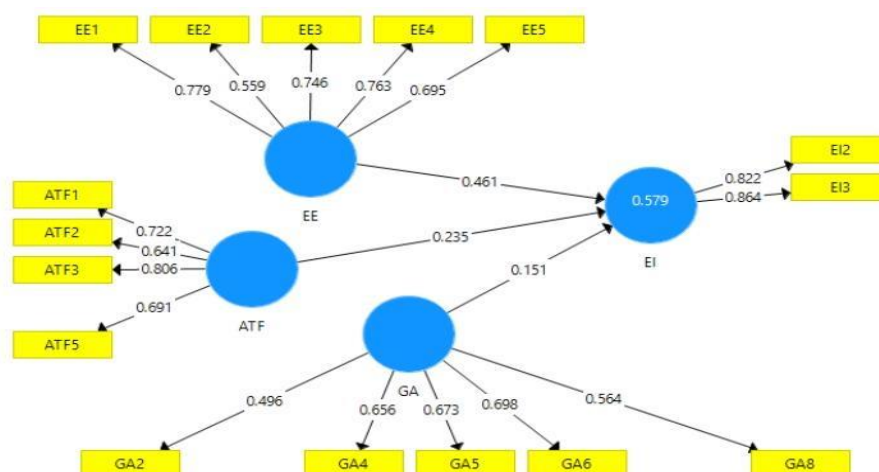 EE1 EE2 EE3 EE4 EE5
0.779 0.559 0.746 0.763 0.695
EE
0.461
EI2
0.822
EI3
0.864
0.579
EI
ATF1
0.722
ATF2
0.641
ATF3
0.806
ATF5
0.691
ATF
0.235
0.151
GA
0.496 0.656 0.673 0.698 0.564
GA2 GA4 GA5 GA6 GA8